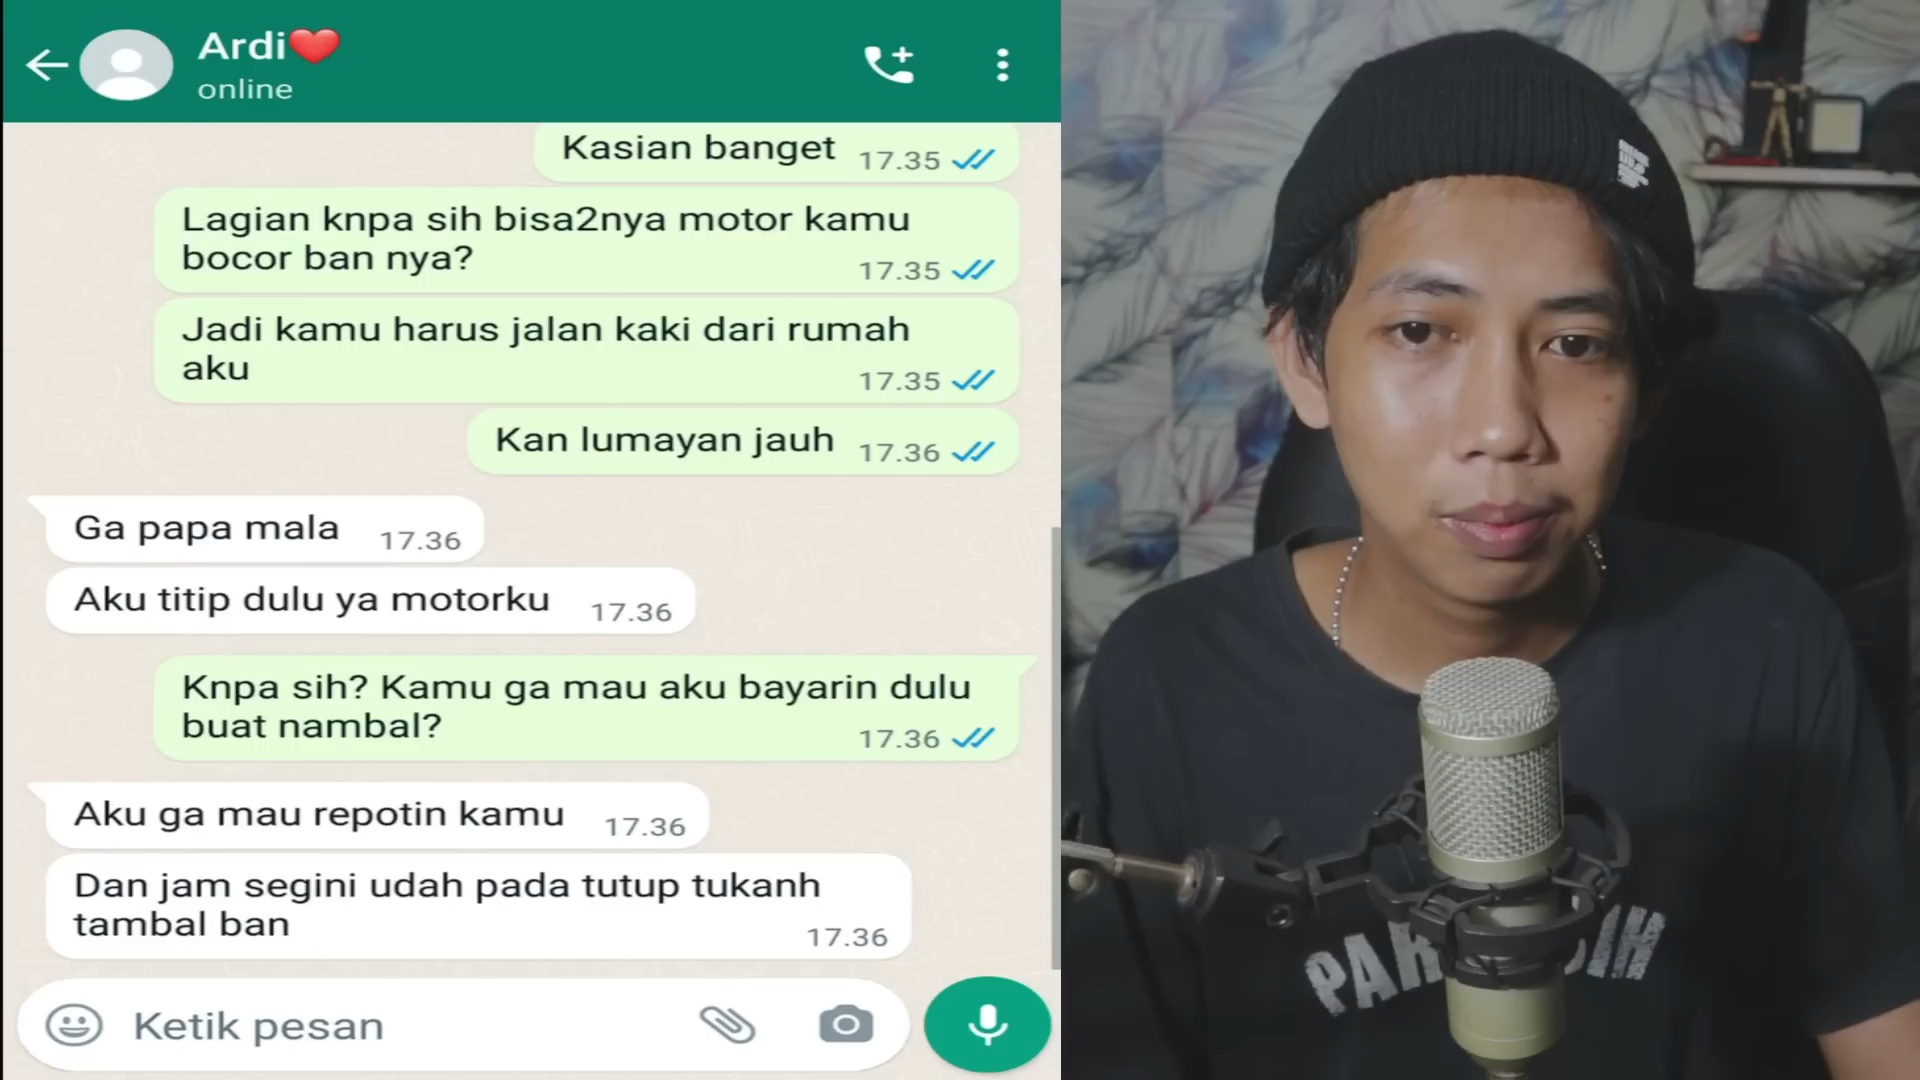 Ardi❤️
online
Kasian banget 17.35
Lagian knpa sih bisa2nya motor kamu
bocor ban nya? 17.35
Jadi kamu harus jalan kaki dari rumah
aku 17.35
Kan lumayan jauh 17.36
Ga papa mala 17.36
Aku titip dulu ya motorku 17.36
Knpa sih? Kamu ga mau aku bayarin dulu
buat nambal? 17.36
Aku ga mau repotin kamu 17.36
Dan jam segini udah pada tutup tukanh
tambal ban 17.36
Ketik pesan